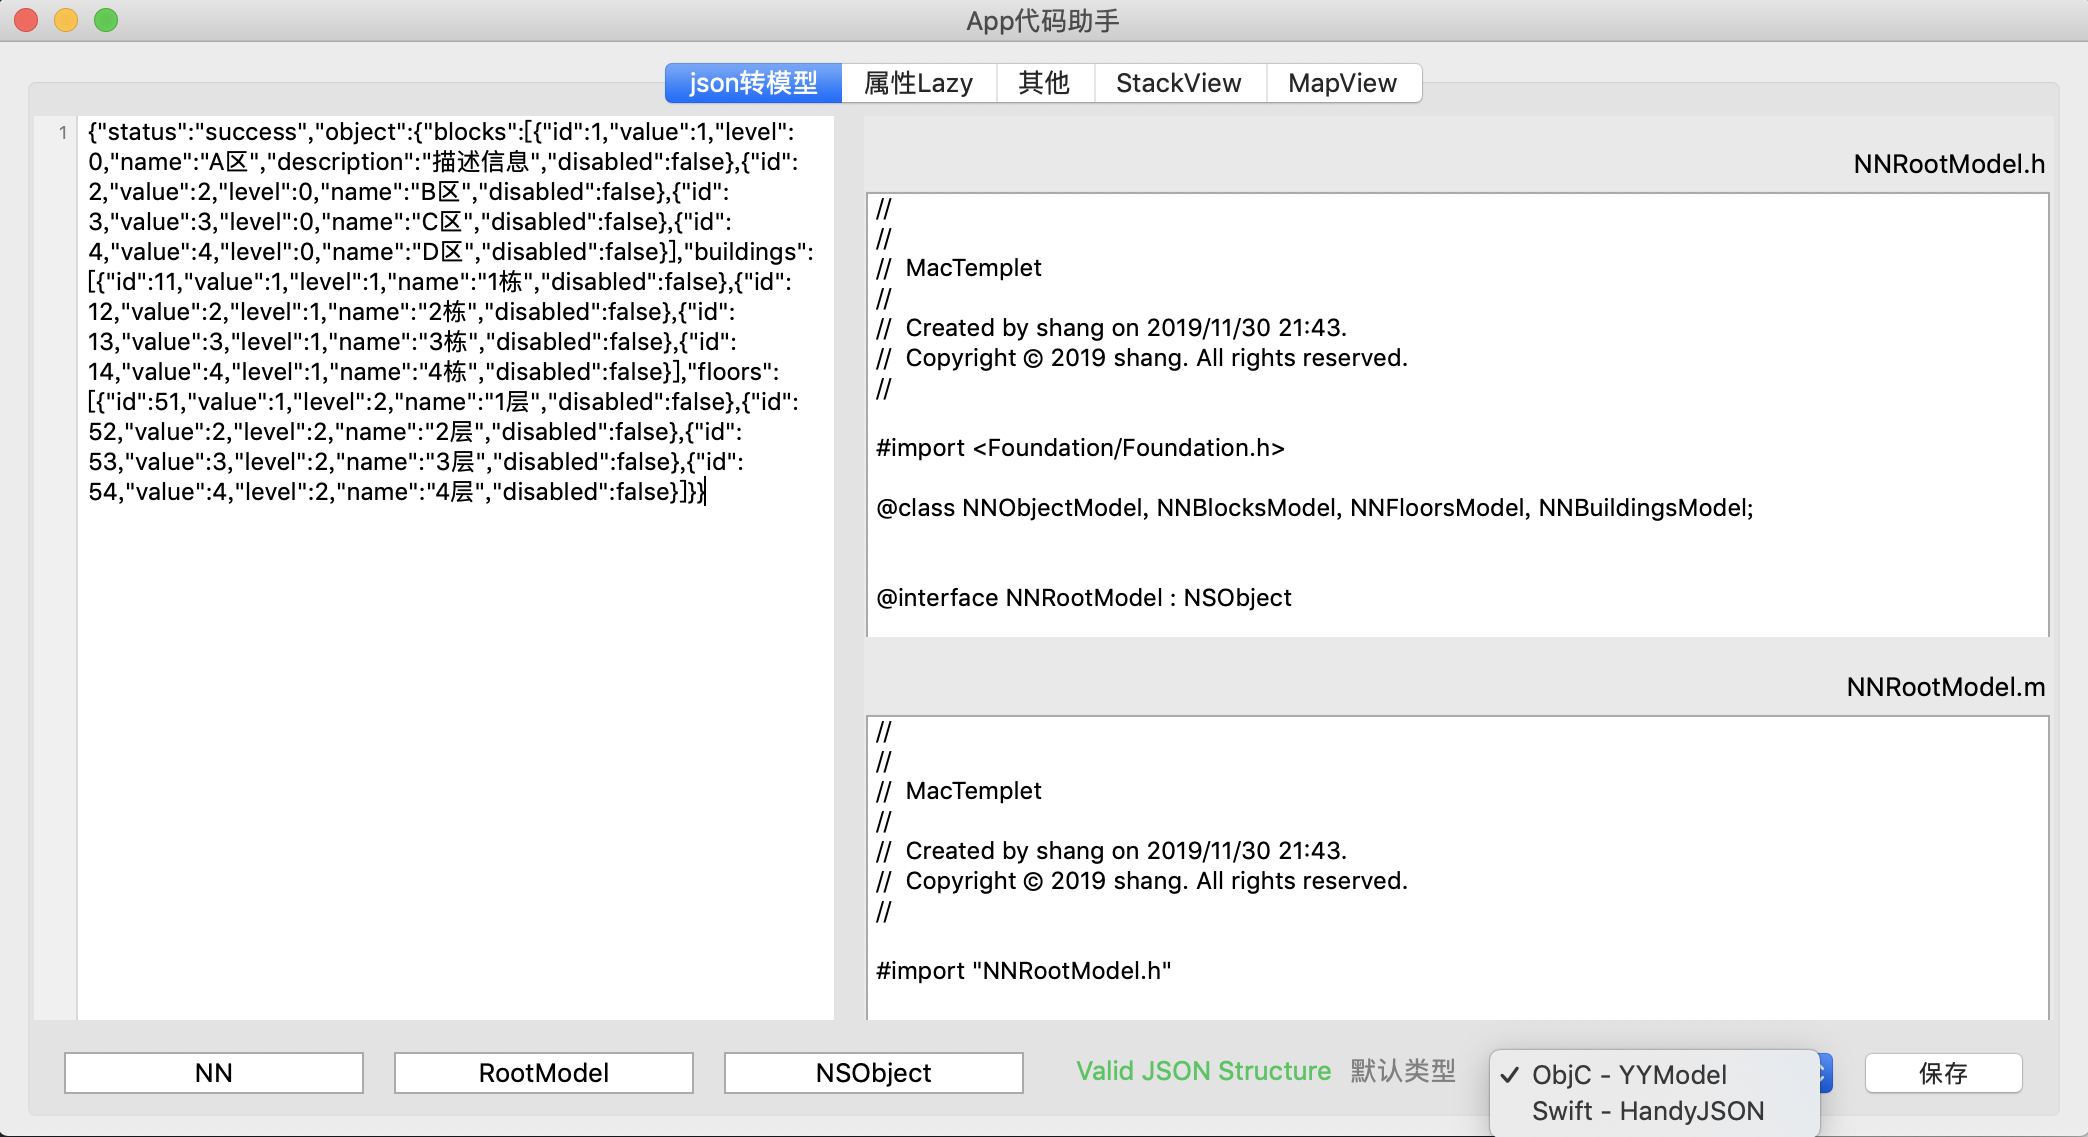 App代码助手
json转模型 属性Lazy 其他 StackView MapView
1
{"status":"success","object":{"blocks":[{"id":1,"value":1,"level":
0,"name":"A区","description":"描述信息","disabled":false},{"id":
2,"value":2,"level":0,"name":"B区","disabled":false},{"id":
3,"value":3,"level":0,"name":"C区","disabled":false},{"id":
4,"value":4,"level":0,"name":"D区","disabled":false}],"buildings":
[{"id":11,"value":1,"level":1,"name":"1栋","disabled":false},{"id":
12,"value":2,"level":1,"name":"2栋","disabled":false},{"id":
13,"value":3,"level":1,"name":"3栋","disabled":false},{"id":
14,"value":4,"level":1,"name":"4栋","disabled":false}],"floors":
[{"id":51,"value":1,"level":2,"name":"1层","disabled":false},{"id":
52,"value":2,"level":2,"name":"2层","disabled":false},{"id":
53,"value":3,"level":2,"name":"3层","disabled":false},{"id":
54,"value":4,"level":2,"name":"4层","disabled":false}]}}
NNRootModel.h
//
//
//  MacTemplet
//
//  Created by shang on 2019/11/30 21:43.
//  Copyright © 2019 shang. All rights reserved.
//
#import <Foundation/Foundation.h>
@class NNObjectModel, NNBlocksModel, NNFloorsModel, NNBuildingsModel;
@interface NNRootModel : NSObject
NNRootModel.m
//
//
//  MacTemplet
//
//  Created by shang on 2019/11/30 21:43.
//  Copyright © 2019 shang. All rights reserved.
//
#import "NNRootModel.h"
NN RootModel NSObject Valid JSON Structure 默认类型
✓ ObjC - YYModel
Swift - HandyJSON
保存